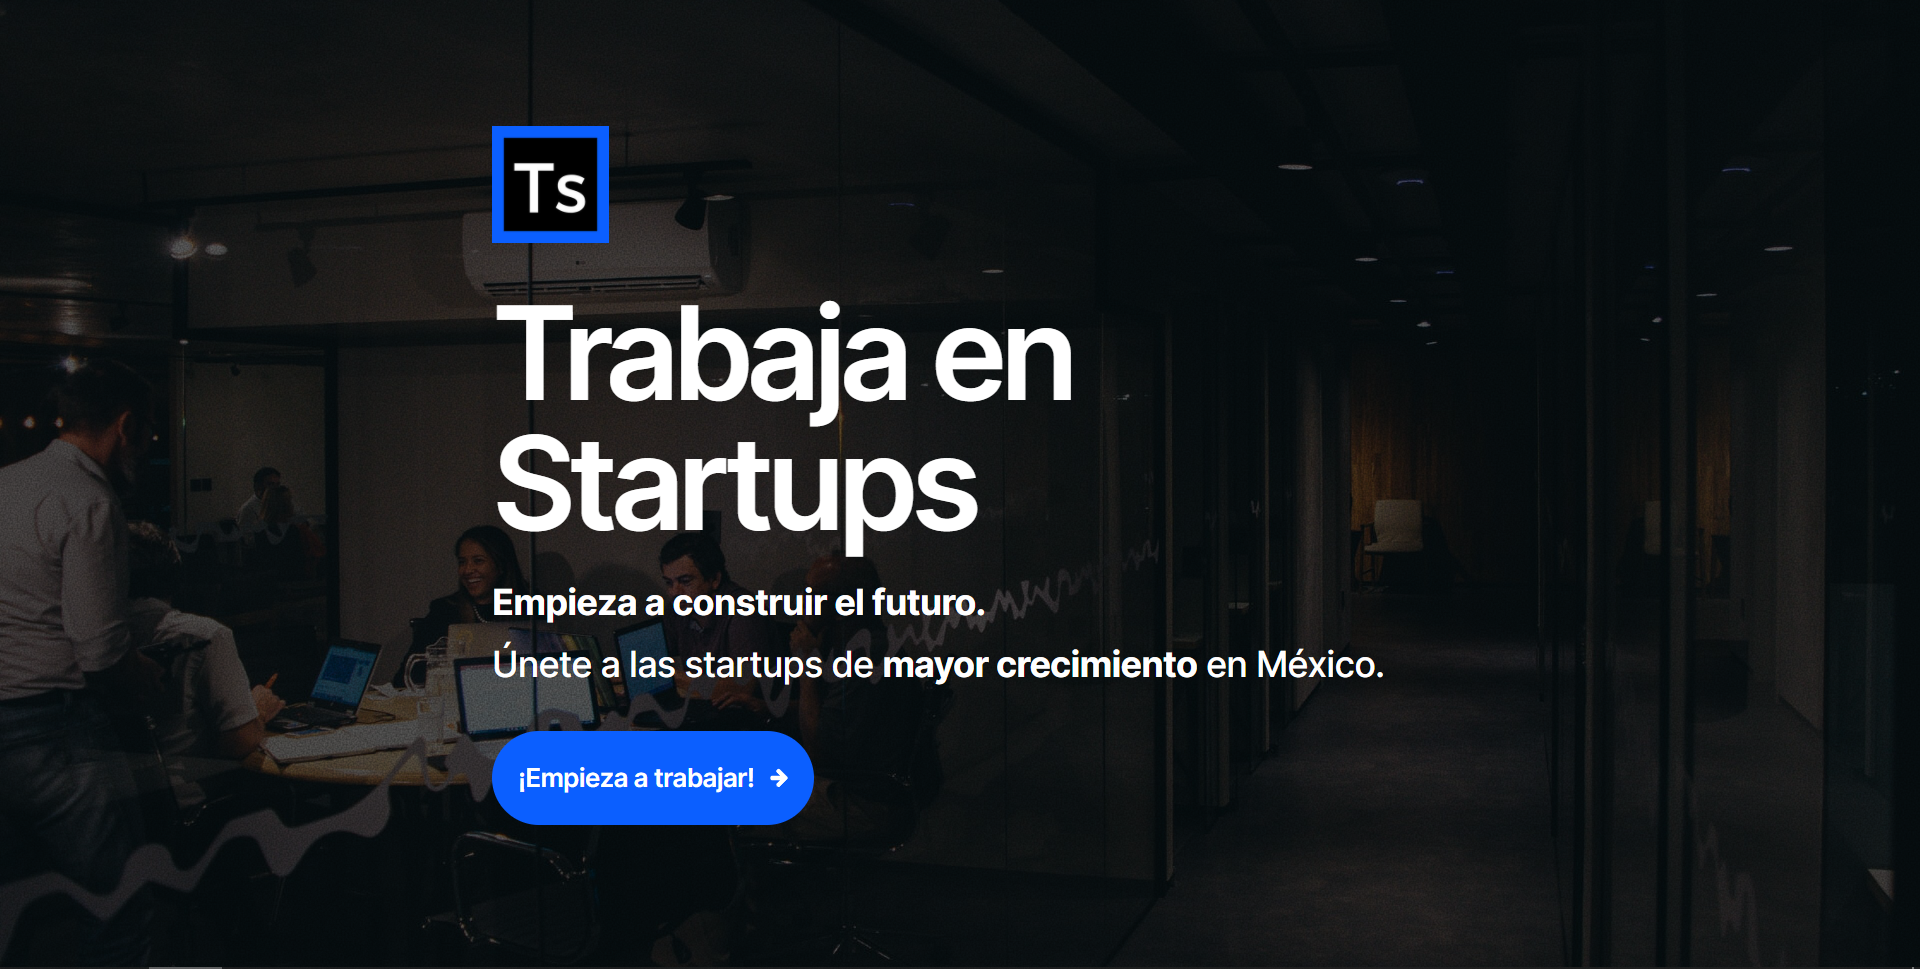 Ts
Trabaja en
Startups
Empieza a construir el futuro.
Únete a las startups de mayor crecimiento en México.
¡Empieza a trabajar! →